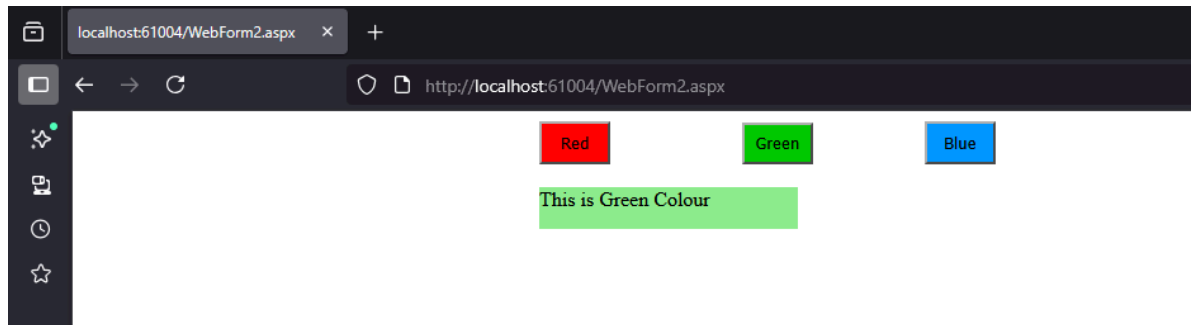 localhost:61004/WebForm2.aspx
http://localhost:61004/WebForm2.aspx
Red Green Blue
This is Green Colour